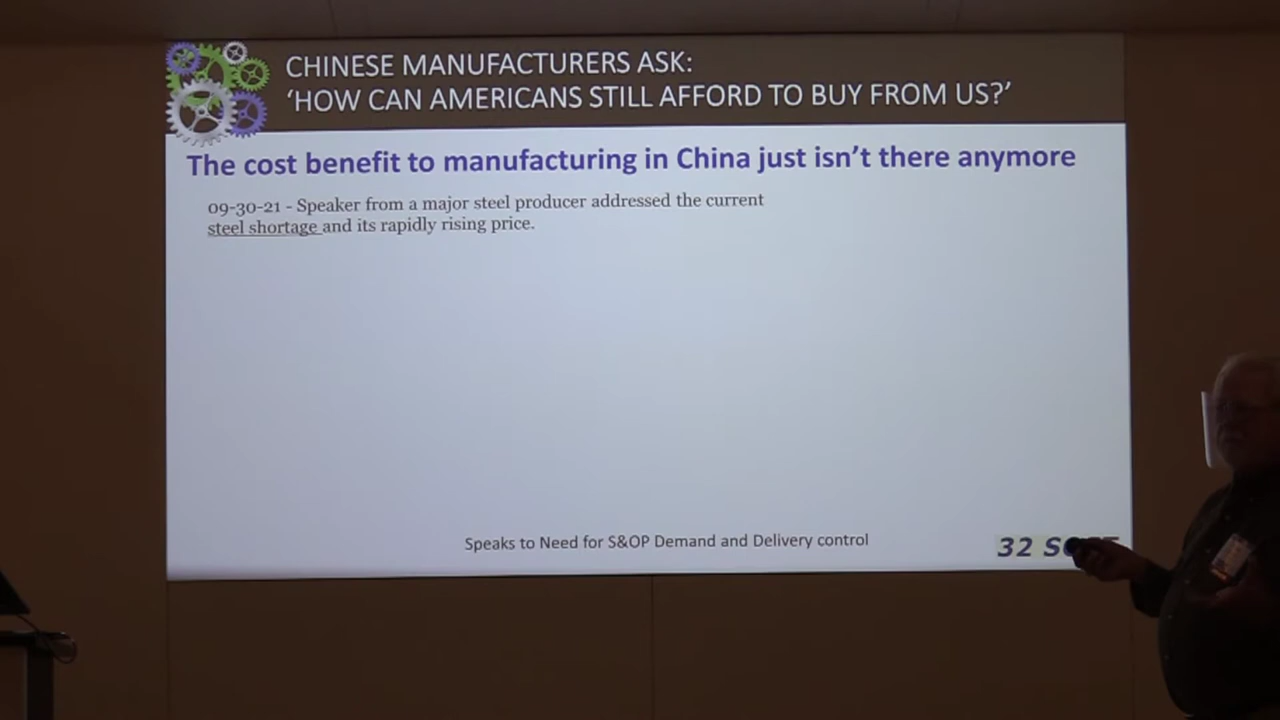 CHINESE MANUFACTURERS ASK:
‘HOW CAN AMERICANS STILL AFFORD TO BUY FROM US?’
The cost benefit to manufacturing in China just isn’t there anymore
09-30-21 - Speaker from a major steel producer addressed the current
steel shortage and its rapidly rising price.
Speaks to Need for S&OP Demand and Delivery control
32